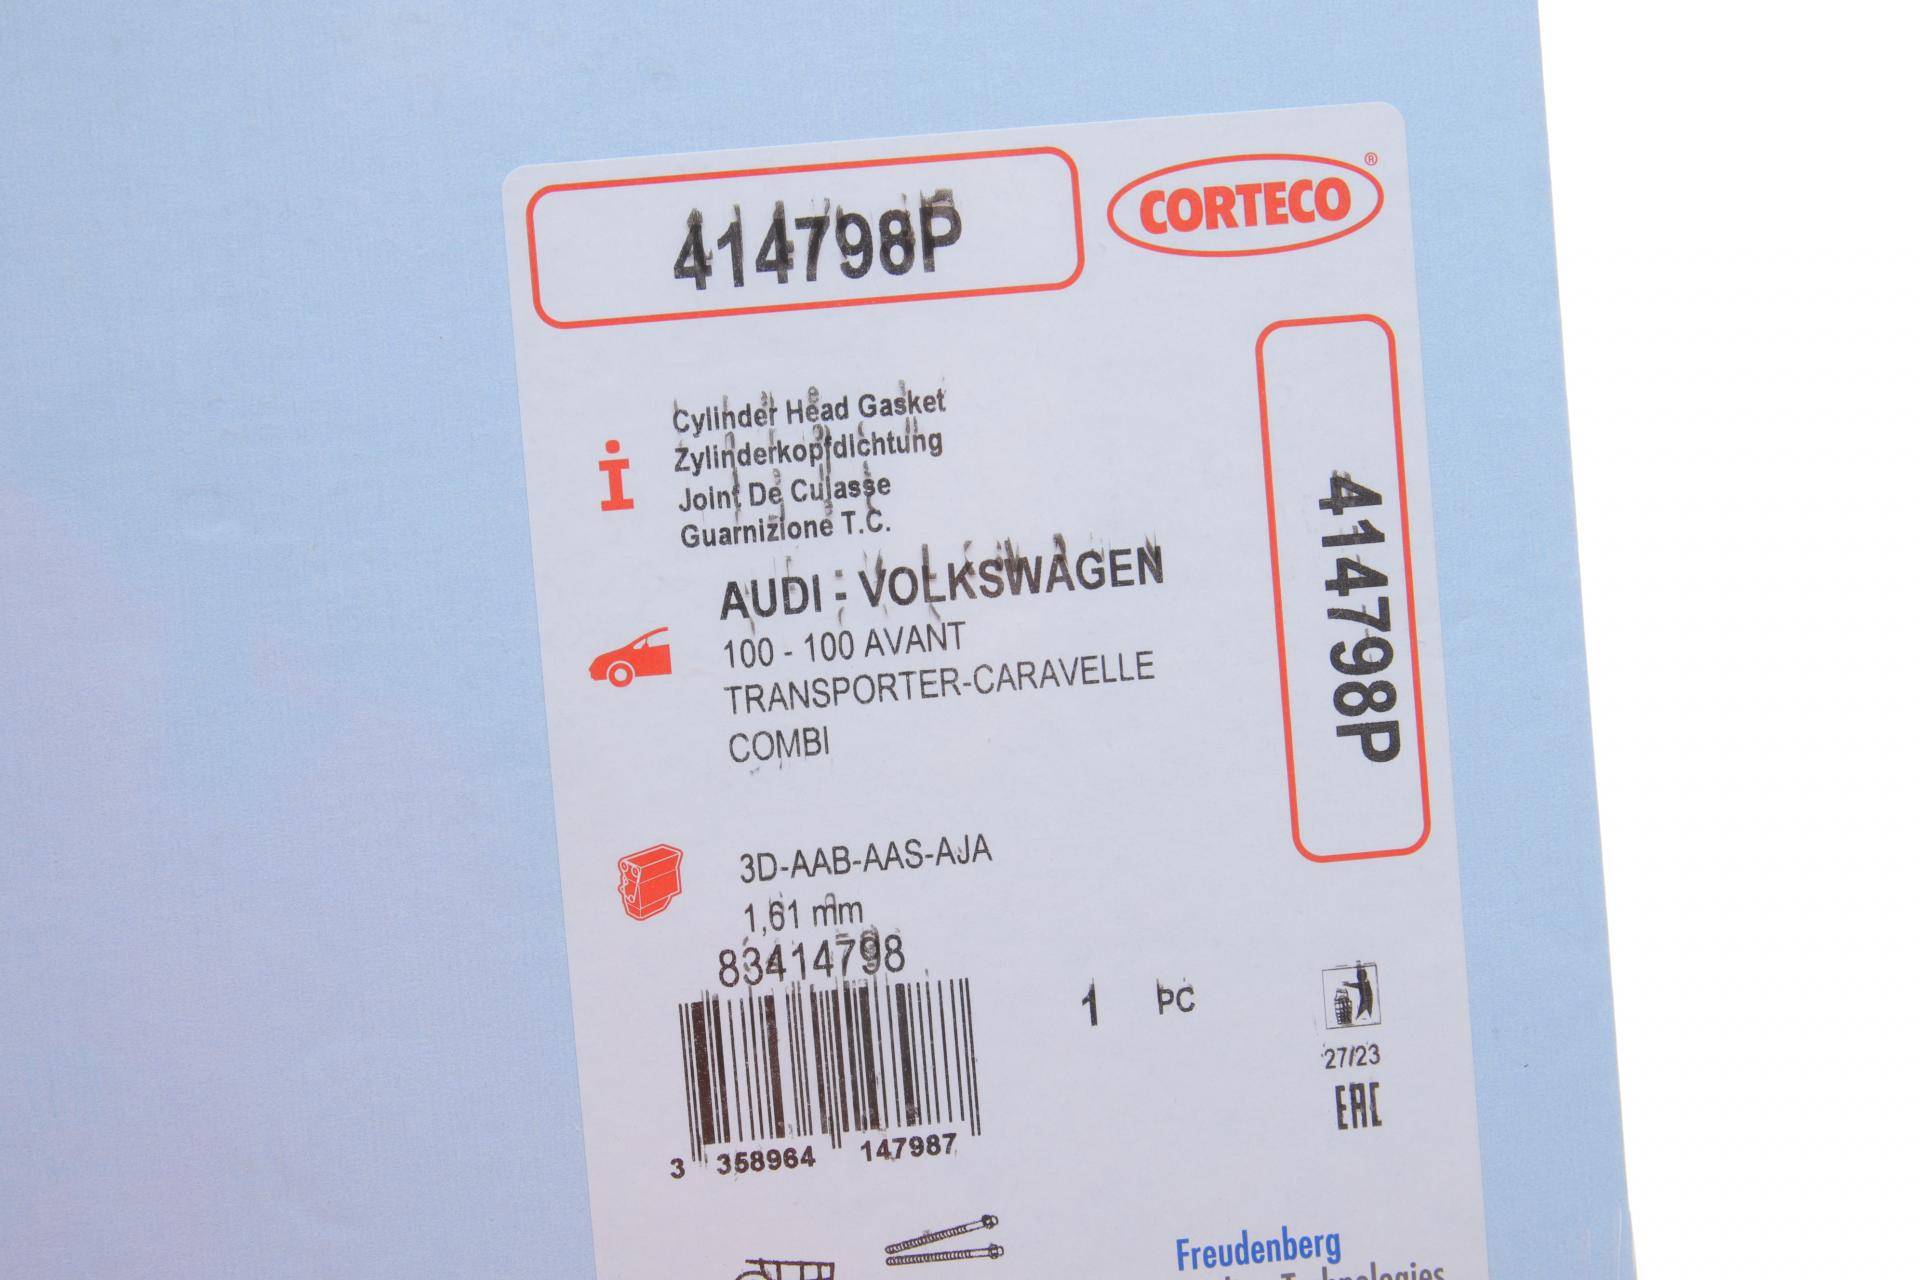 414798P
CORTECO®
414798P
Cylinder Head Gasket
Zylinderkopfdichtung
Joint De Culasse
Guarnizione T.C.
AUDI - VOLKSWAGEN
100 - 100 AVANT
TRANSPORTER-CARAVELLE
COMBI
3D-AAB-AAS-AJA
1,61 mm
83414798
1 PC
27/23
EAC
3 358964 147987
Freudenberg
Technologies